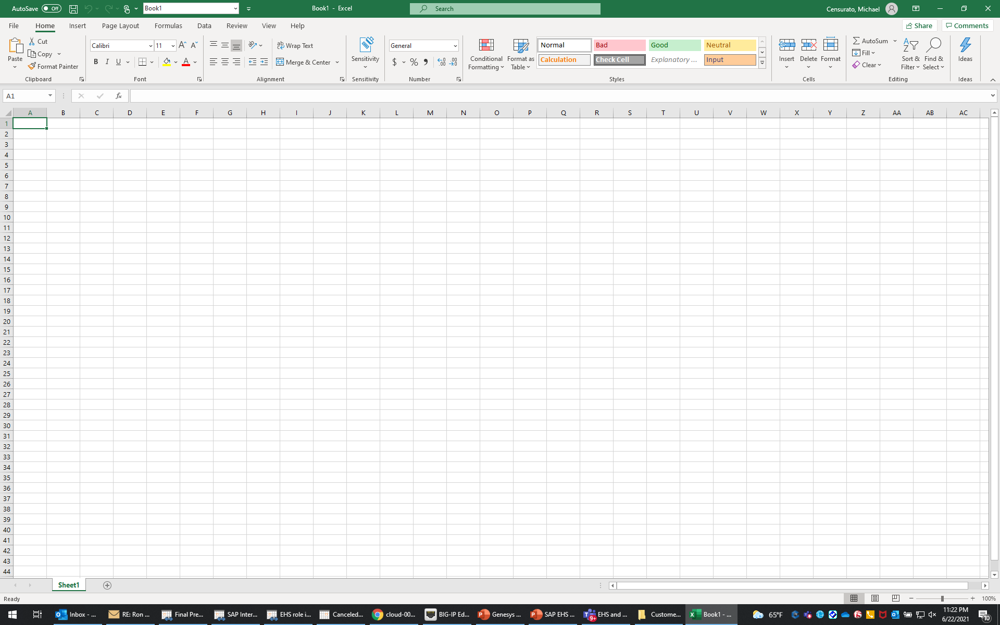 AutoSave Off Book1 Book1 - Excel Search Censurato, Michael
File Home Insert Page Layout Formulas Data Review View Help Share Comments
Paste
Cut
Copy
Format Painter
Clipboard
Calibri 11
B I U
Font
Wrap Text
Merge & Center
Alignment
Sensitivity
Sensitivity
General
$ %
Number
Conditional Formatting
Format as Table
Normal Bad Good Neutral
Calculation Check Cell Explanatory ... Input
Styles
Insert Delete Format
Cells
AutoSum
Fill
Clear
Sort & Filter
Find & Select
Editing
Ideas
Ideas
A1 fx
A B C D E F G H I J K L M N O P Q R S T U V W X Y Z AA AB AC
1
2
3
4
5
6
7
8
9
10
11
12
13
14
15
16
17
18
19
20
21
22
23
24
25
26
27
28
29
30
31
32
33
34
35
36
37
38
39
40
41
42
43
44
Sheet1
Ready 100%
Inbox - ... RE: Ron ... Final Pre... SAP Inter... EHS role i... Canceled... cloud-00... BIG-IP Ed... Genesys ... SAP EHS ... 9+ EHS and ... Custome... Book1 - ... 65°F 11:22 PM
6/22/2021 10